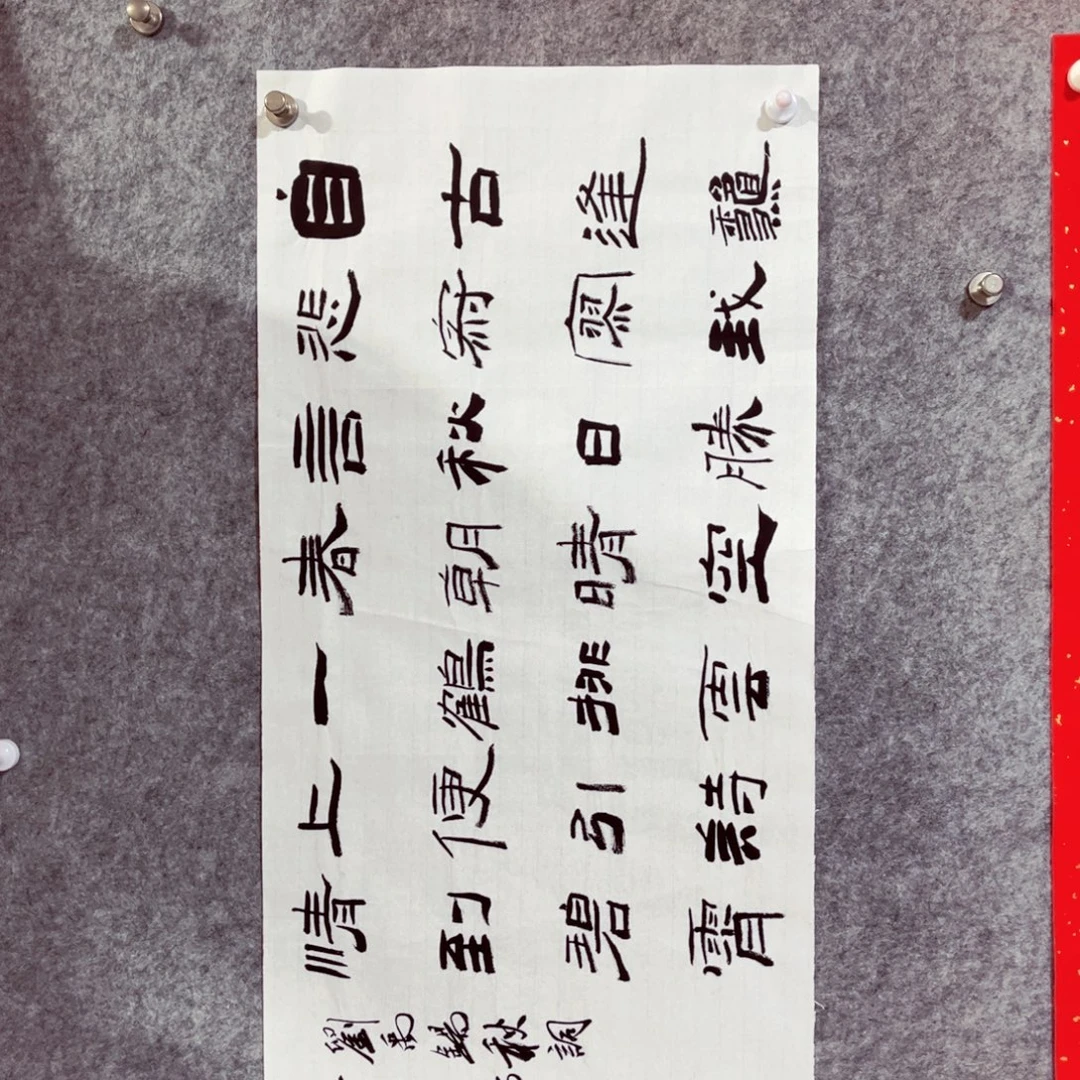 自古逢龝
悲寂寥我
言秋日勝
春朝晴空
一鶴排雲
上便引詩
情到碧霄
劉禹錫秋詞